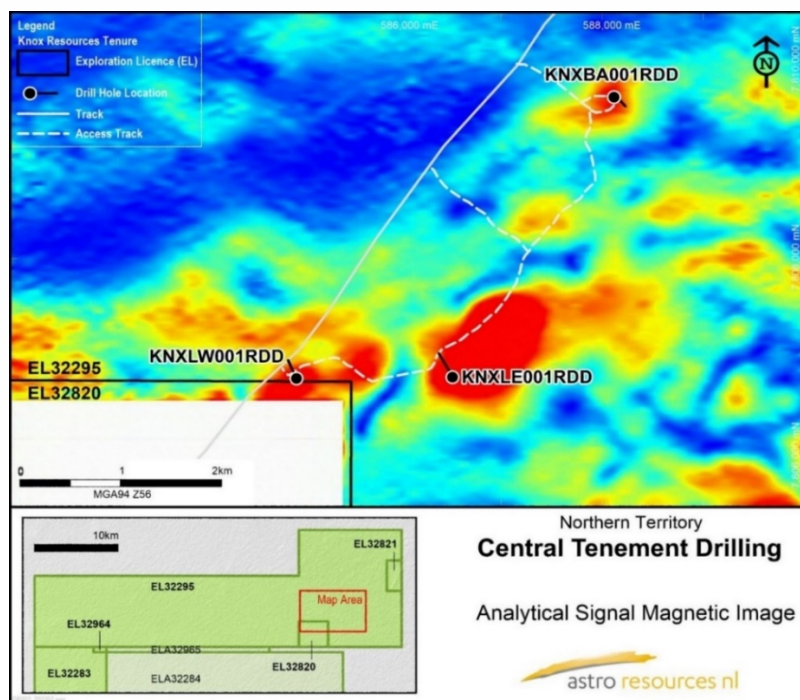 Legend
Knox Resources Tenure
Exploration Licence (EL)
Drill Hole Location
Track
Access Track
586,000 mE
588,000 mE
N
KNXBA001RDD
KNXLW001RDD
KNXLE001RDD
EL32295
EL32820
0 1 2km
MGA94 Z56
10km
EL32821
EL32295
Map Area
EL32964
ELA32965
EL32820
EL32283
ELA32284
Northern Territory
Central Tenement Drilling
Analytical Signal Magnetic Image
astro resources nl